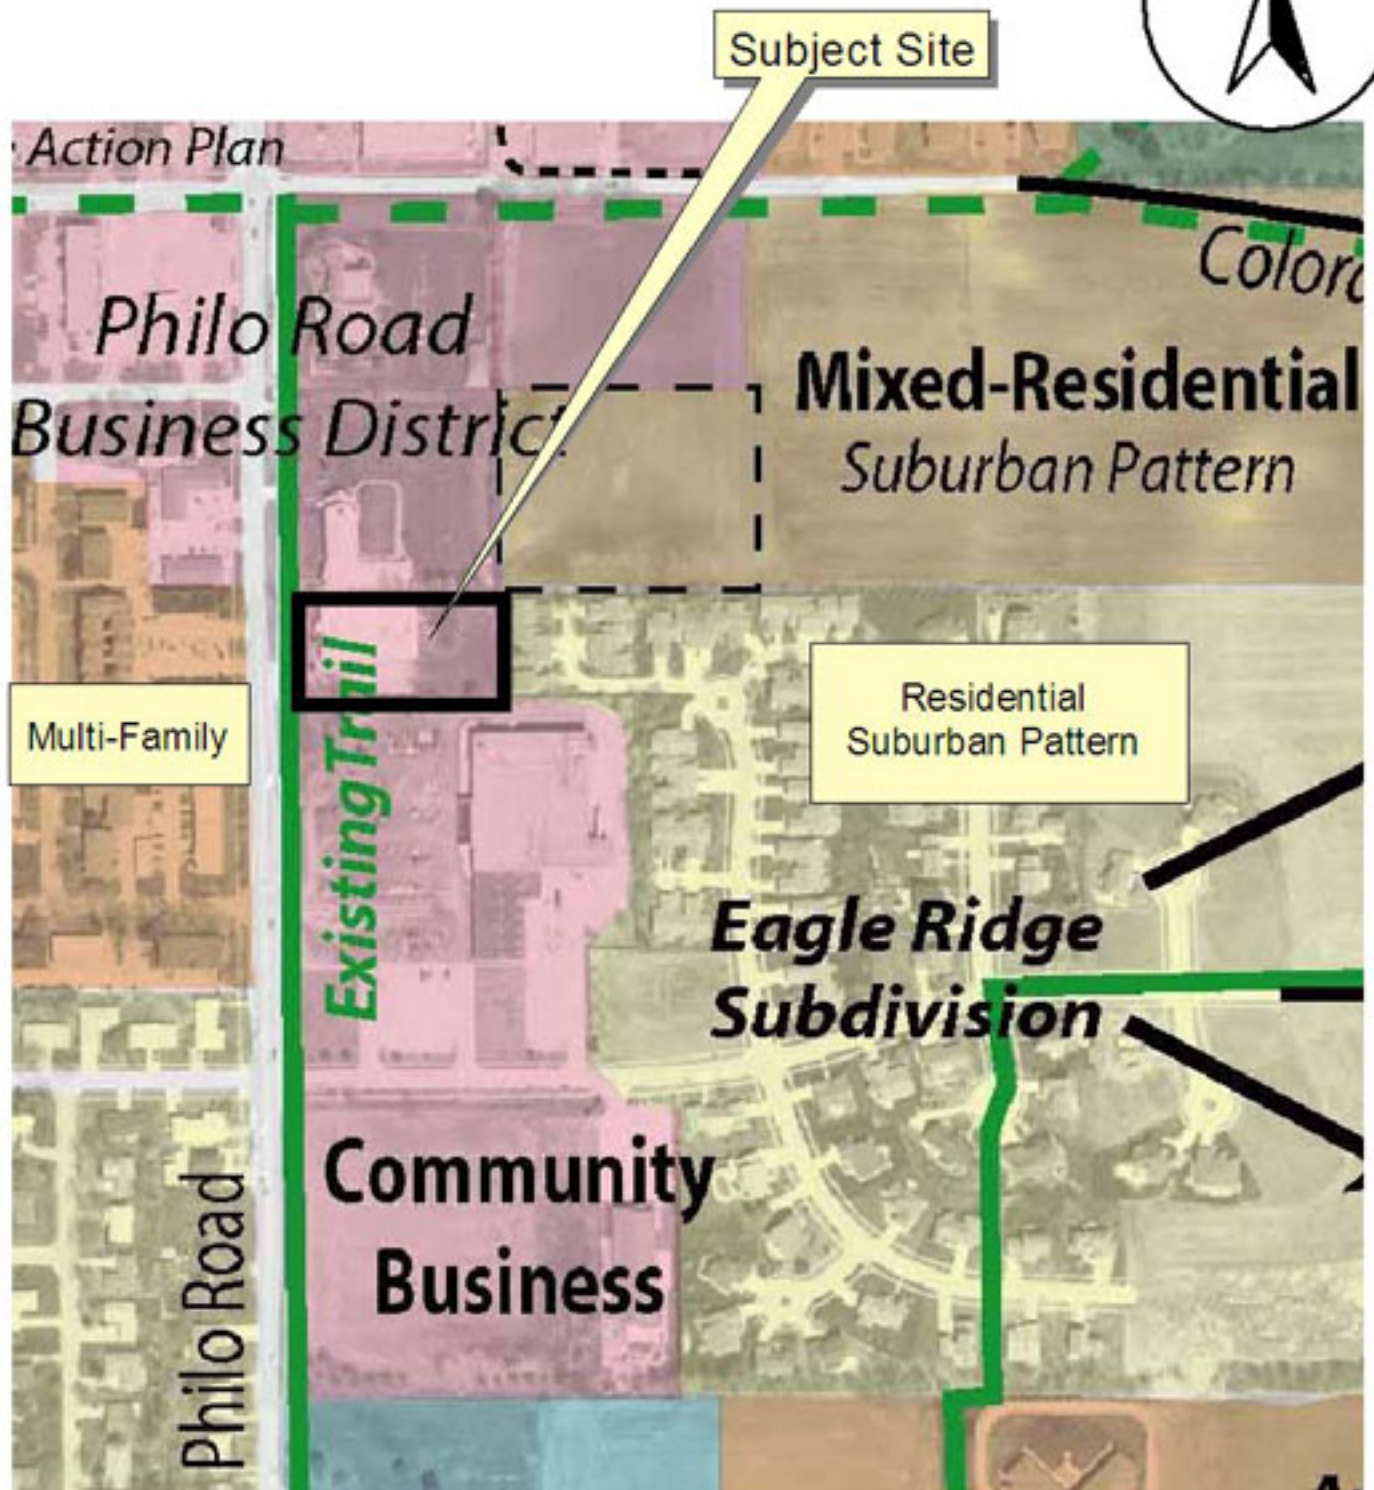 Subject Site
Action Plan
Philo Road
Business District
Mixed-Residential
Suburban Pattern
Multi-Family
Existing Trail
Residential
Suburban Pattern
Eagle Ridge
Subdivision
Community
Business
Philo Road